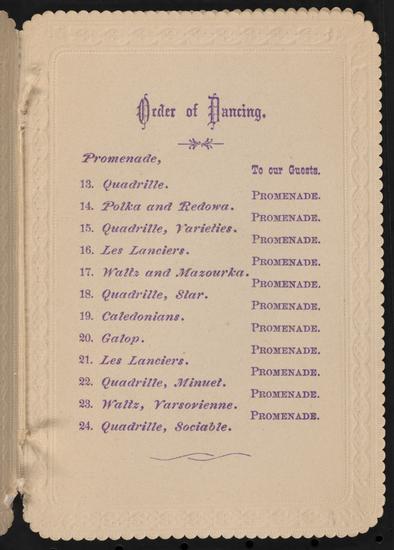 Order of Dancing.
Promenade,
To our Guests.
13. Quadrille.
PROMENADE.
14. Polka and Redowa.
PROMENADE.
15. Quadrille, Varieties.
PROMENADE.
16. Les Lanciers.
PROMENADE.
17. Waltz and Mazourka.
PROMENADE.
18. Quadrille, Star.
PROMENADE.
19. Caledonians.
PROMENADE.
20. Galop.
PROMENADE.
21. Les Lanciers.
PROMENADE.
22. Quadrille, Minuet.
PROMENADE.
23. Waltz, Varsovienne.
PROMENADE.
24. Quadrille, Sociable.